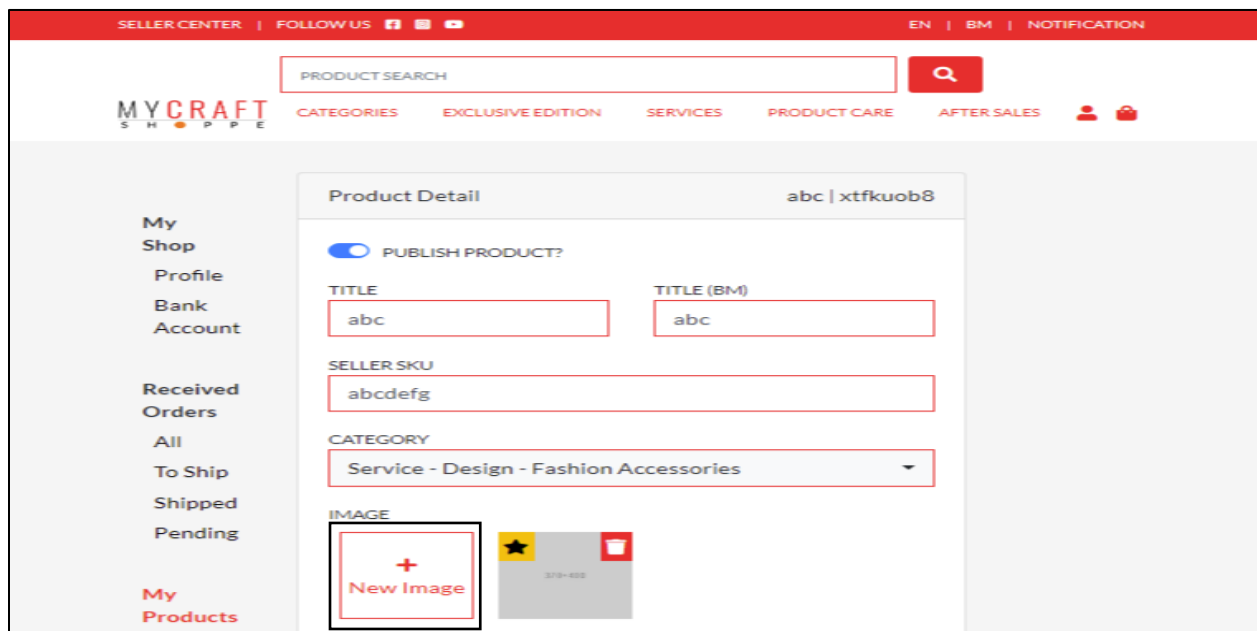 SELLER CENTER | FOLLOW US EN | BM | NOTIFICATION
PRODUCT SEARCH
MYCRAFT
SHOPPE
CATEGORIES EXCLUSIVE EDITION SERVICES PRODUCT CARE AFTER SALES
Product Detail abc | xtfkuob8
My
Shop
Profile
Bank
Account
Received
Orders
All
To Ship
Shipped
Pending
My
Products
PUBLISH PRODUCT?
TITLE TITLE (BM)
abc abc
SELLER SKU
abcdefg
CATEGORY
Service - Design - Fashion Accessories
IMAGE
+
New Image